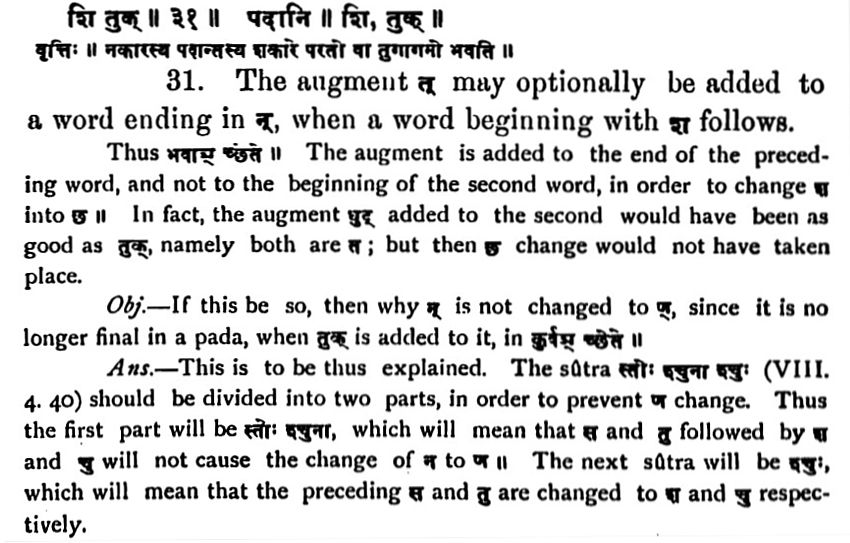 शि तुक् ॥ ३१ ॥ पदानि ॥ शि, तुक् ॥
वृत्तिः ॥ नकारस्य पदान्तस्य शकारे परतो वा तुगागमो भवति ॥
31. The augment त् may optionally be added to
a word ending in न्, when a word beginning with श follows.
Thus भवाञ् च्छेते ॥ The augment is added to the end of the preced-
ing word, and not to the beginning of the second word, in order to change श
into छ ॥ In fact, the augment धुट् added to the second would have been as
good as तुक्, namely both are त ; but then छ change would not have taken
place.
Obj.—If this be so, then why न् is not changed to ण्, since it is no
longer final in a pada, when तुक् is added to it, in कुर्वञ् च्छेते ॥
Ans.—This is to be thus explained. The sûtra स्तोः श्चुना श्चुः (VIII.
4. 40) should be divided into two parts, in order to prevent ण change. Thus
the first part will be स्तोः श्चुना, which will mean that स and तु followed by श
and चु will not cause the change of न to ण ॥ The next sûtra will be श्चुः,
which will mean that the preceding स and तु are changed to श and चु respec-
tively.